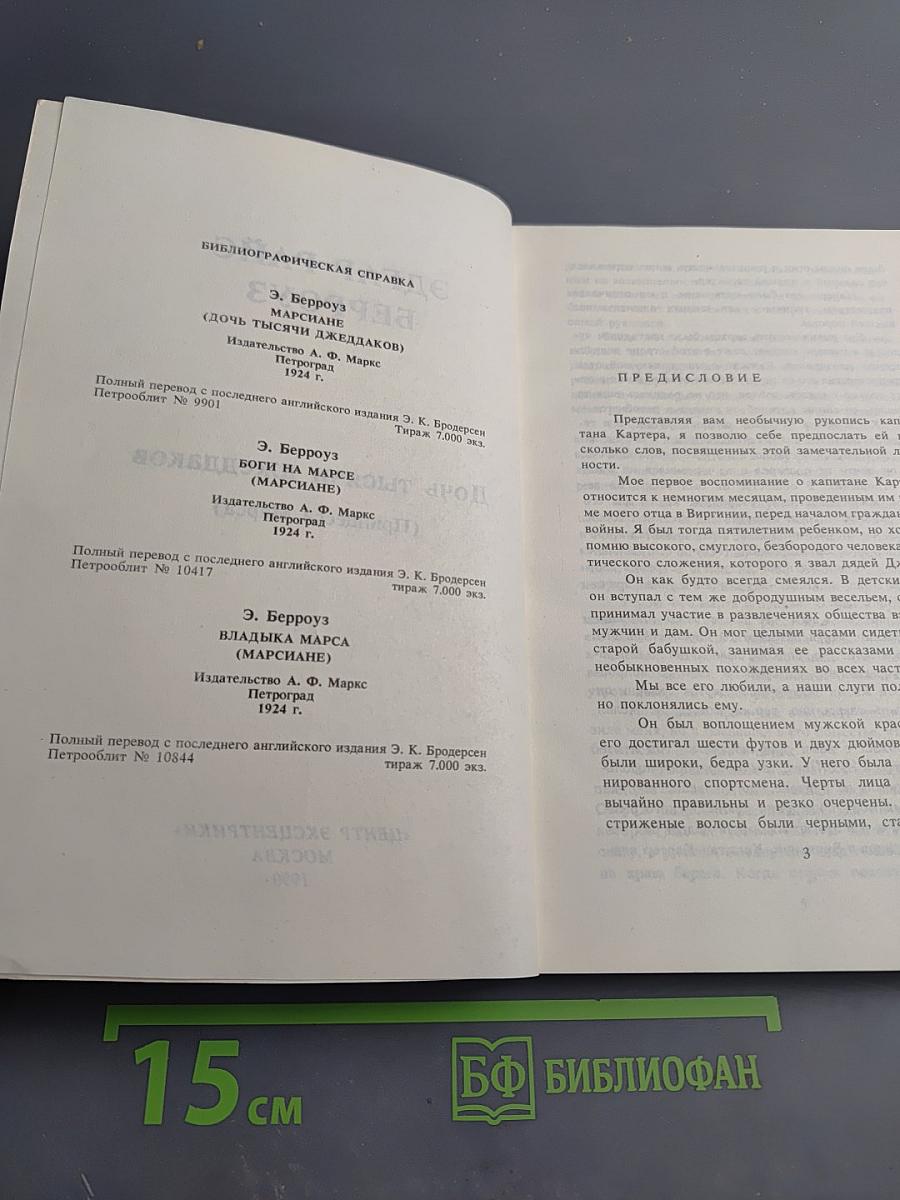 БИБЛИОГРАФИЧЕСКАЯ СПРАВКА
Э. Берроуз
МАРСИАНЕ
(ДОЧЬ ТЫСЯЧИ ДЖЕДДАКОВ)
Издательство А. Ф. Маркс
Петроград
1924 г.
Полный перевод с последнего английского издания Э. К. Бродерсен
Петрооблит № 9901
Тираж 7.000 экз.
Э. Берроуз
БОГИ НА МАРСЕ
(МАРСИАНЕ)
Издательство А. Ф. Маркс
Петроград
1924 г.
Полный перевод с последнего английского издания Э. К. Бродерсен
Петрооблит № 10417
тираж 7.000 экз.
Э. Берроуз
ВЛАДЫКА МАРСА
(МАРСИАНЕ)
Издательство А. Ф. Маркс
Петроград
1924 г.
Полный перевод с последнего английского издания Э. К. Бродерсен
Петрооблит № 10844
тираж 7.000 экз.
ПРЕДИСЛОВИЕ
Представляя вам необычную рукопись кап
тана Картера, я позволю себе предпослать ей
сколько слов, посвященных этой замечательной л
ности.
Мое первое воспоминание о капитане Карт
относится к немногим месяцам, проведенным им
ме моего отца в Виргинии, перед началом граждан
войны. Я был тогда пятилетним ребенком, но хо
помню высокого, смуглого, безбородого человека
тического сложения, которого я звал дядей Дж
Он как будто всегда смеялся. В детски
он вступал с тем же добродушным весельем, с
принимал участие в развлечениях общества вз
мужчин и дам. Он мог целыми часами сидеть
старой бабушкой, занимая ее рассказами
необыкновенных похождениях во всех част
Мы все его любили, а наши слуги пол
но поклонялись ему.
Он был воплощением мужской крас
его достигал шести футов и двух дюймов
были широки, бедра узки. У него была
нированного спортсмена. Черты лица
вычайно правильны и резко очерчены.
стриженые волосы были черными, ста
3
15 см
БФ БИБЛИОФАН